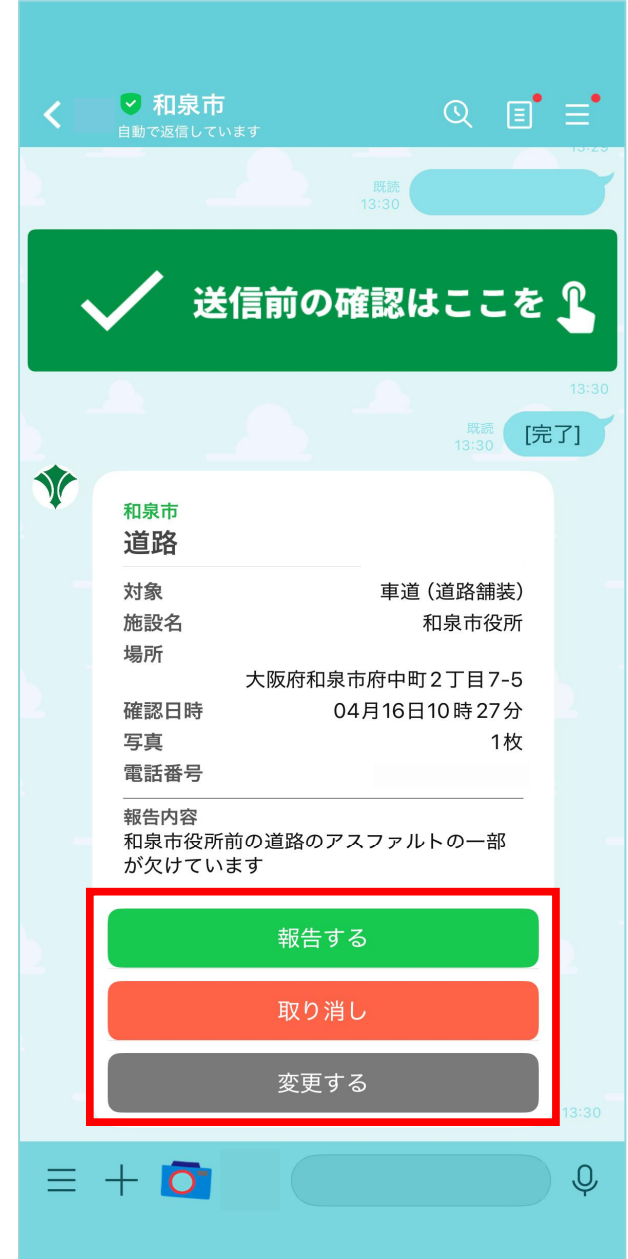 和泉市
自動で返信しています
既読
13:30
送信前の確認はここを
13:30
既読
13:30
[完了]
和泉市
道路
対象 車道（道路舗装）
施設名 和泉市役所
場所
大阪府和泉市府中町2丁目7-5
確認日時 04月16日10時27分
写真 1枚
電話番号
報告内容
和泉市役所前の道路のアスファルトの一部
が欠けています
報告する
取り消し
変更する
13:30